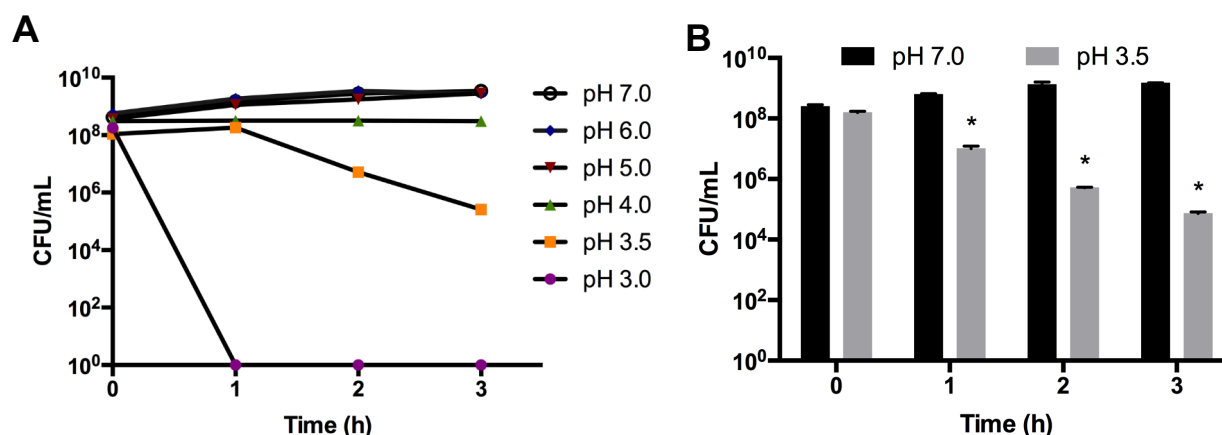 A
CFU/mL
10^10
10^8
10^6
10^4
10^2
10^0
0 1 2 3
Time (h)
pH 7.0
pH 6.0
pH 5.0
pH 4.0
pH 3.5
pH 3.0
B
pH 7.0 pH 3.5
CFU/mL
10^10
10^8
10^6
10^4
10^2
10^0
*
*
*
0 1 2 3
Time (h)